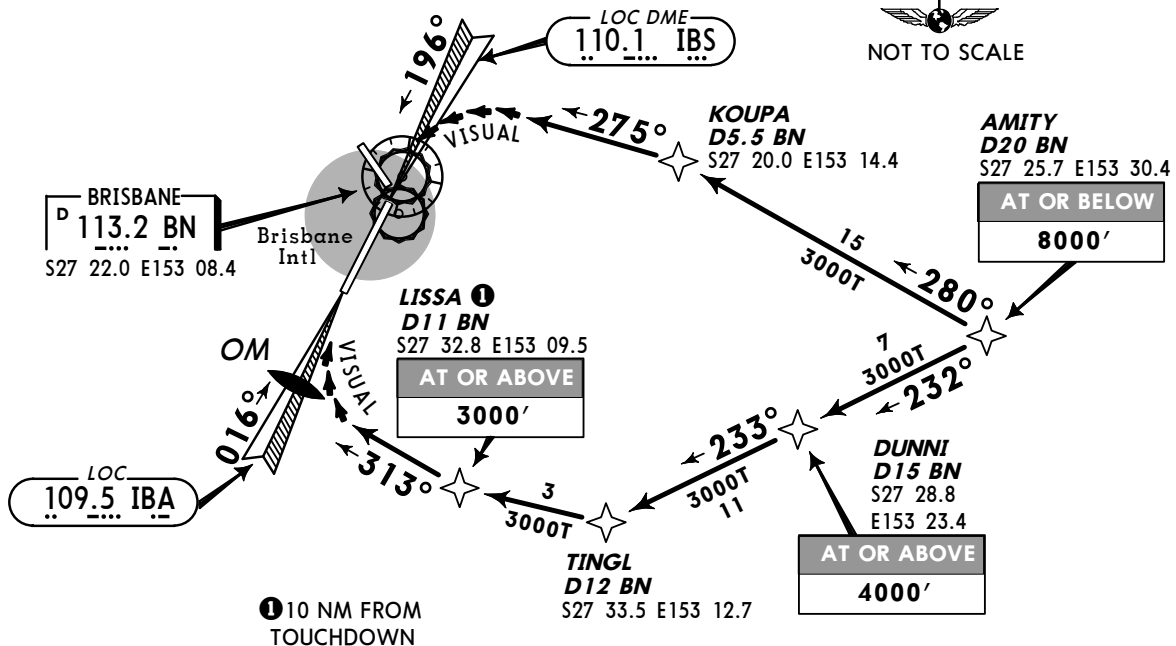 LOC DME
110.1 IBS
NOT TO SCALE
196°
VISUAL
275°
KOUPA
D5.5 BN
S27 20.0 E153 14.4
AMITY
D20 BN
S27 25.7 E153 30.4
AT OR BELOW
8000'
BRISBANE
D 113.2 BN
S27 22.0 E153 08.4
Brisbane
Intl
15
3000T
280°
LISSA ❶
D11 BN
S27 32.8 E153 09.5
AT OR ABOVE
3000'
7
3000T
232°
OM
VISUAL
016°
313°
233°
3000T
11
DUNNI
D15 BN
S27 28.8
E153 23.4
AT OR ABOVE
4000'
LOC
109.5 IBA
3
3000T
TINGL
D12 BN
S27 33.5 E153 12.7
❶10 NM FROM
TOUCHDOWN